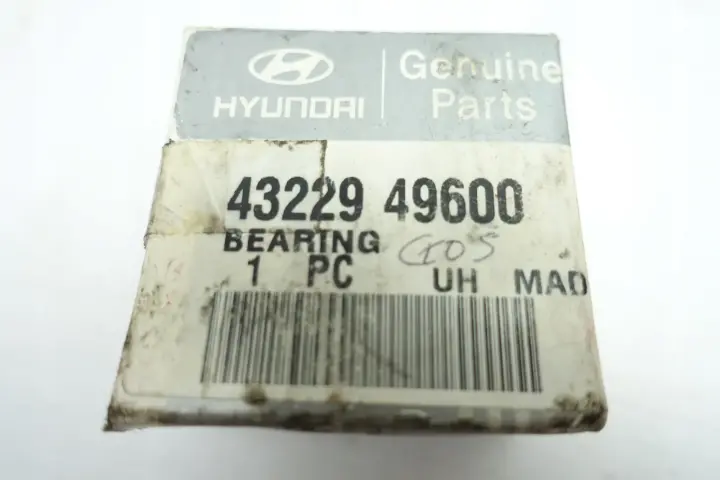 HYUNDAI
Genuine
Parts
43229 49600
BEARING
1 PC UH MAD